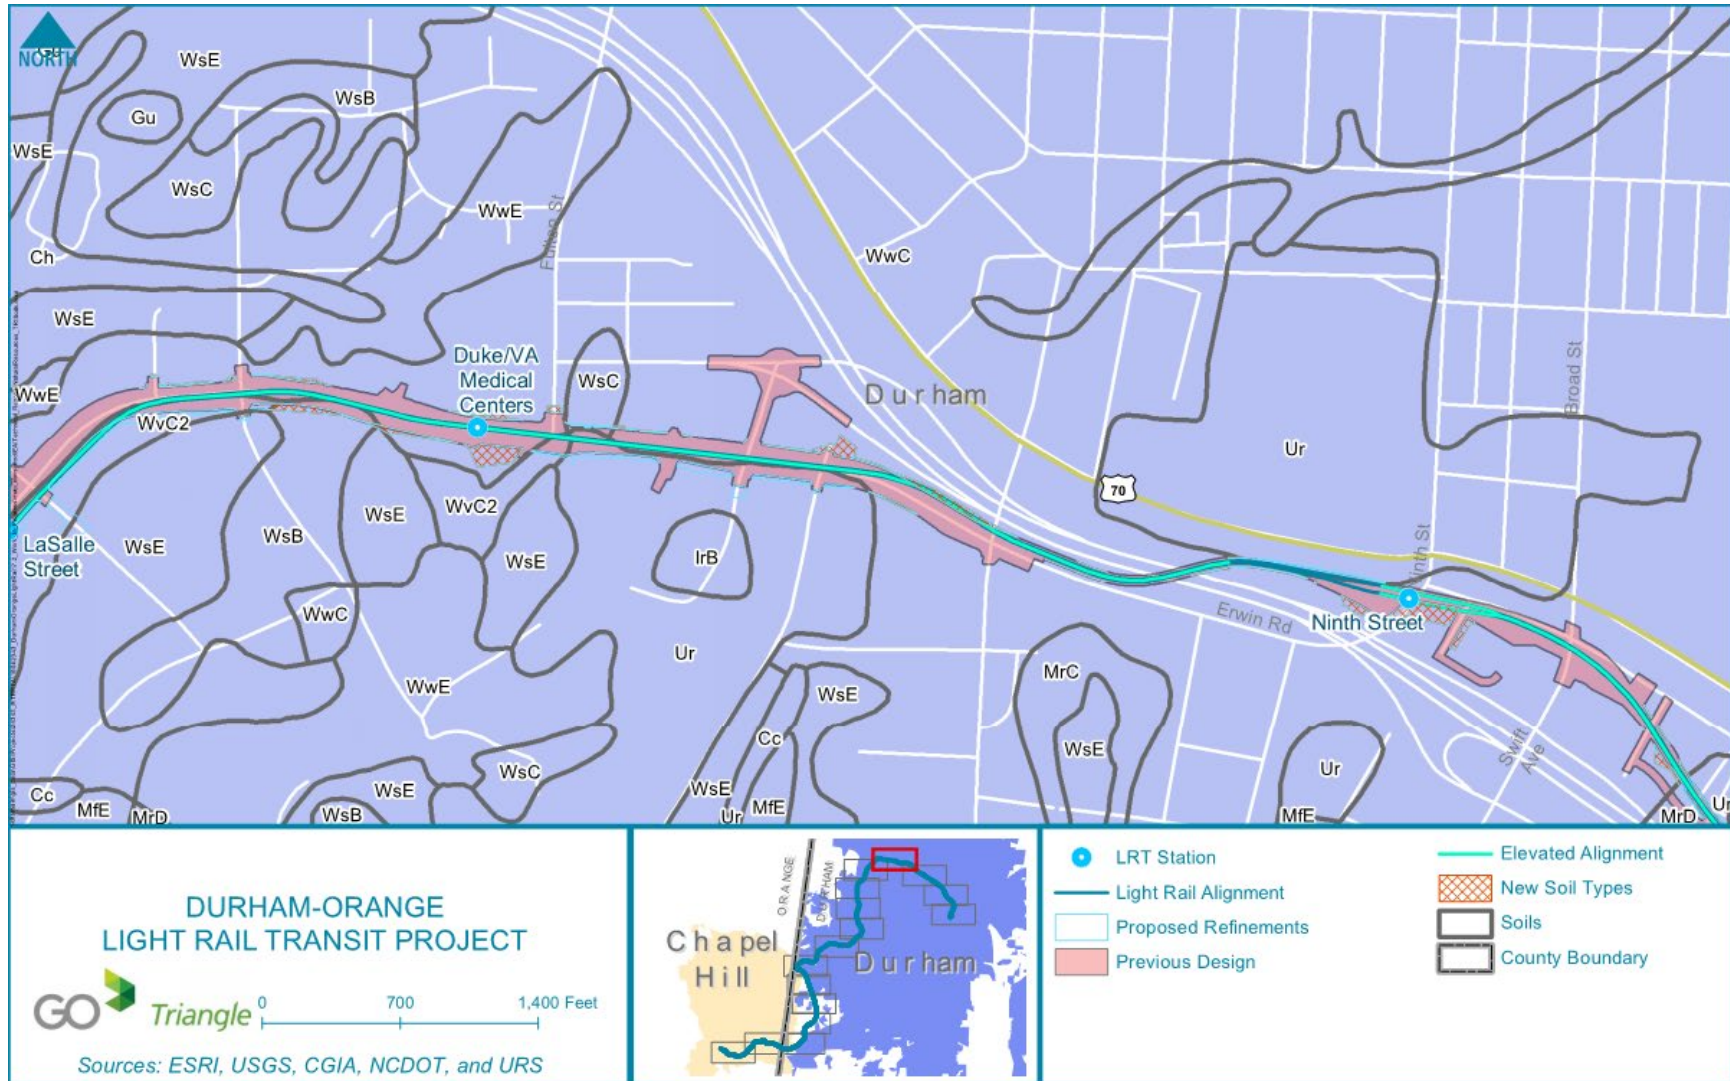 NORTH
WsE
WsB
Gu
WsE
WsC
WwE
Fulton St
Ch
WwC
WsE
Duke/VA
Medical
Centers
WsC
Durham
Broad St
WwE
WvC2
Ur
70
WsE
WvC2
LaSalle
Street
WsE
WsB
WsE
IrB
Ninth St
WwC
Erwin Rd
Ninth Street
Ur
MrC
WwE
WsE
Cc
WsE
Swift
Ave
WsC
Ur
Cc
WsE
WsE
MfE
MrD
WsB
Ur
MfE
MfE
MrD
Ur
DURHAM-ORANGE
LIGHT RAIL TRANSIT PROJECT
GO Triangle
0 700 1,400 Feet
Sources: ESRI, USGS, CGIA, NCDOT, and URS
ORANGE
DURHAM
Chapel
Hill
Durham
LRT Station
Light Rail Alignment
Proposed Refinements
Previous Design
Elevated Alignment
New Soil Types
Soils
County Boundary